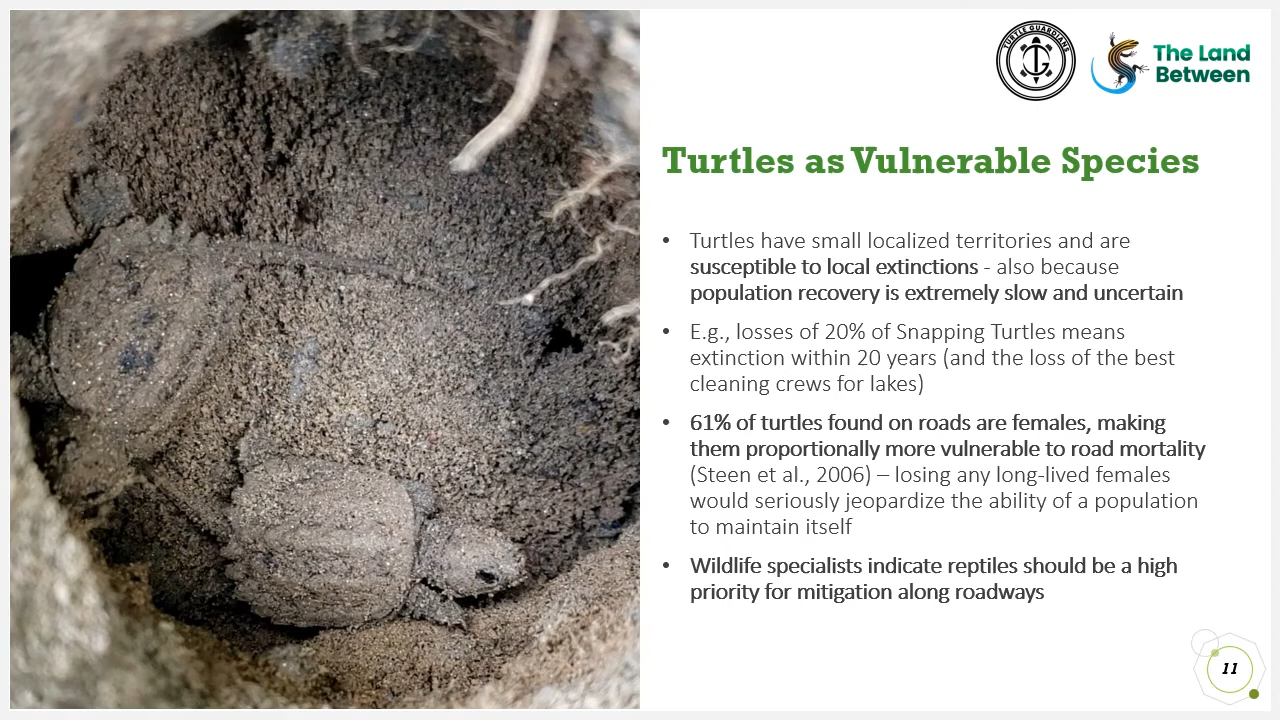 TURTLE GUARDIANS
The Land
Between
Turtles as Vulnerable Species
• Turtles have small localized territories and are
susceptible to local extinctions - also because
population recovery is extremely slow and uncertain
• E.g., losses of 20% of Snapping Turtles means
extinction within 20 years (and the loss of the best
cleaning crews for lakes)
• 61% of turtles found on roads are females, making
them proportionally more vulnerable to road mortality
(Steen et al., 2006) – losing any long-lived females
would seriously jeopardize the ability of a population
to maintain itself
• Wildlife specialists indicate reptiles should be a high
priority for mitigation along roadways
11